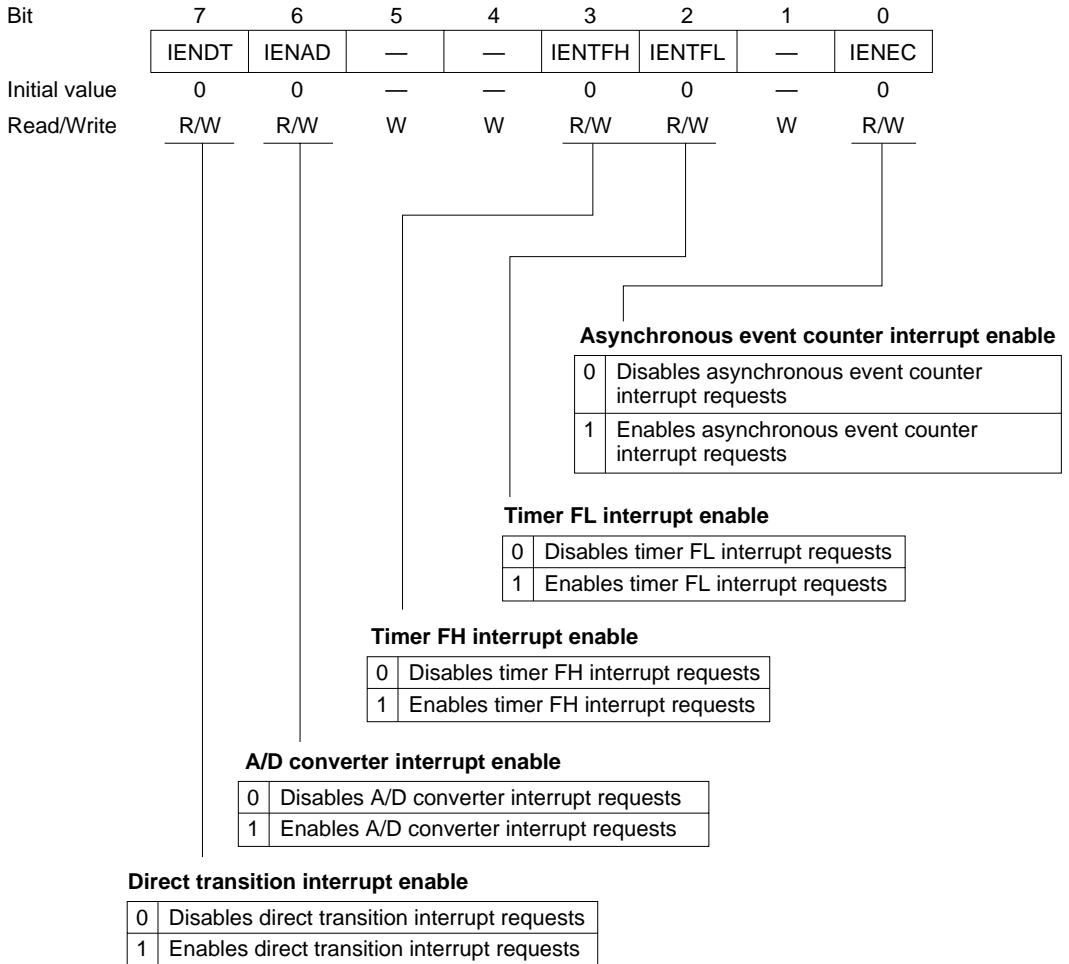 Bit 7 6 5 4 3 2 1 0
IENDT IENAD — — IENTFH IENTFL — IENEC
Initial value 0 0 — — 0 0 — 0
Read/Write R/W R/W W W R/W R/W W R/W
Asynchronous event counter interrupt enable
0 Disables asynchronous event counter
interrupt requests
1 Enables asynchronous event counter
interrupt requests
Timer FL interrupt enable
0 Disables timer FL interrupt requests
1 Enables timer FL interrupt requests
Timer FH interrupt enable
0 Disables timer FH interrupt requests
1 Enables timer FH interrupt requests
A/D converter interrupt enable
0 Disables A/D converter interrupt requests
1 Enables A/D converter interrupt requests
Direct transition interrupt enable
0 Disables direct transition interrupt requests
1 Enables direct transition interrupt requests